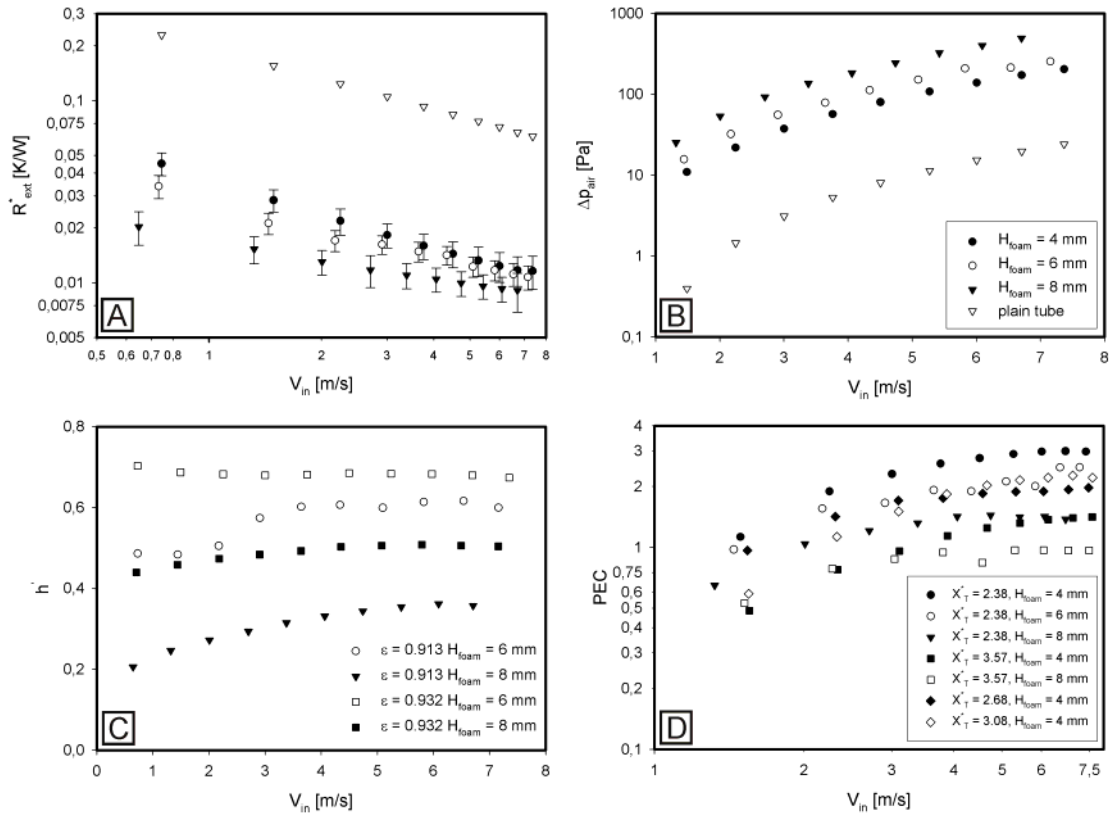 0,3
0,2
0,1
0,075
0,05
0,04
0,03
0,02
0,01
0,0075
0,005
R*ext [K/W]
A
0,5 0,6 0,7 0,8 1 2 3 4 5 6 7 8
Vin [m/s]
1000
100
10
1
0,1
Δpair [Pa]
B
Hfoam = 4 mm
Hfoam = 6 mm
Hfoam = 8 mm
plain tube
1 2 3 4 5 6 7 8
Vin [m/s]
0,8
0,6
0,4
0,2
0,0
h'
C
ε = 0.913 Hfoam = 6 mm
ε = 0.913 Hfoam = 8 mm
ε = 0.932 Hfoam = 6 mm
ε = 0.932 Hfoam = 8 mm
0 1 2 3 4 5 6 7 8
Vin [m/s]
4
3
2
1
0,75
0,5
0,4
0,3
0,2
0,1
PEC
D
X*T = 2.38, Hfoam = 4 mm
X*T = 2.38, Hfoam = 6 mm
X*T = 2.38, Hfoam = 8 mm
X*T = 3.57, Hfoam = 4 mm
X*T = 3.57, Hfoam = 8 mm
X*T = 2.68, Hfoam = 4 mm
X*T = 3.08, Hfoam = 4 mm
1 2 3 4 5 6 7,5
Vin [m/s]